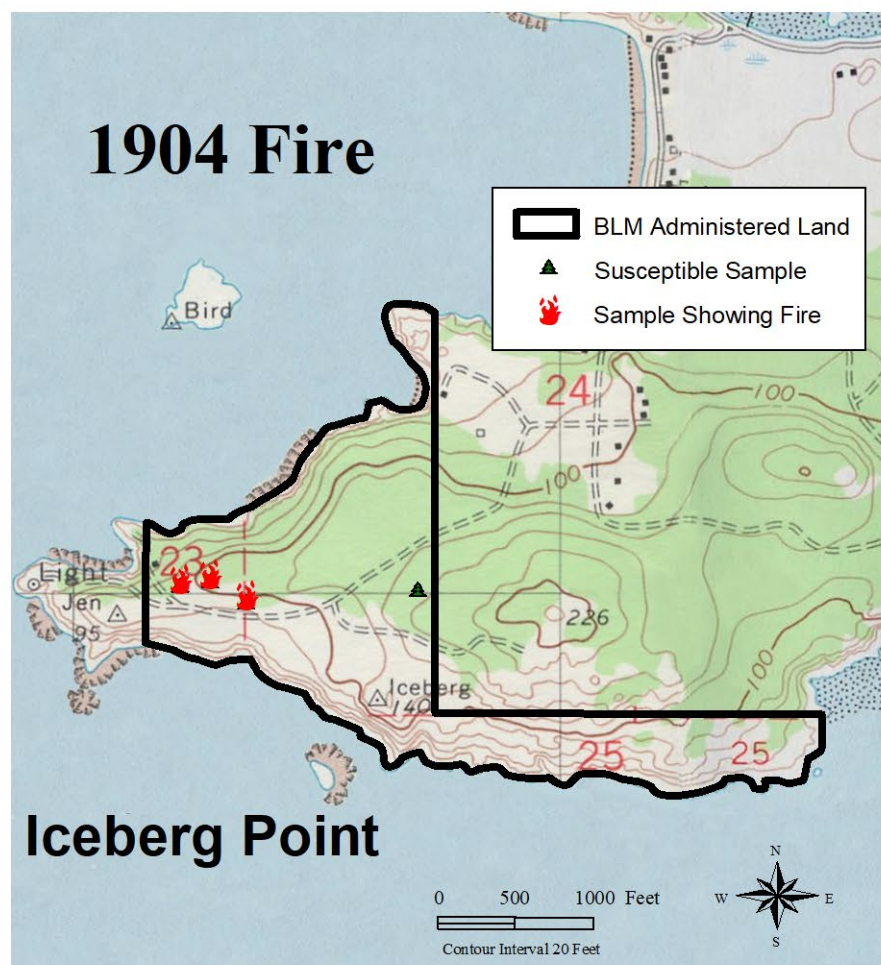 1904 Fire
BLM Administered Land
Susceptible Sample
Sample Showing Fire
Bird
24
100
100
23
Light
Jen
95
226
100
Iceberg
140
25
25
Iceberg Point
0 500 1000 Feet
Contour Interval 20 Feet
N
W E
S